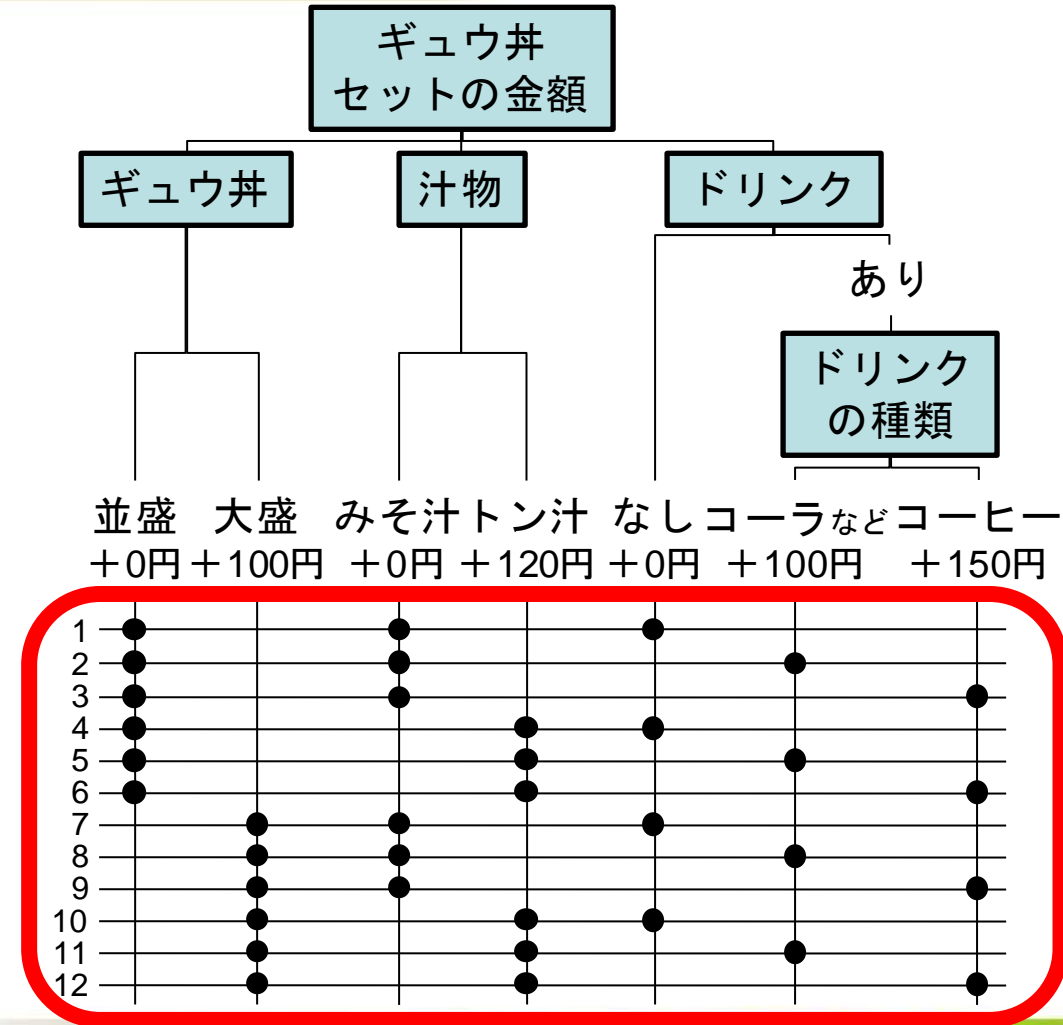 ギュウ丼
セットの金額
ギュウ丼 汁物 ドリンク
あり
ドリンク
の種類
並盛 大盛 みそ汁 トン汁 なし コーラなど コーヒー
+0円 +100円 +0円 +120円 +0円 +100円 +150円
1
2
3
4
5
6
7
8
9
10
11
12